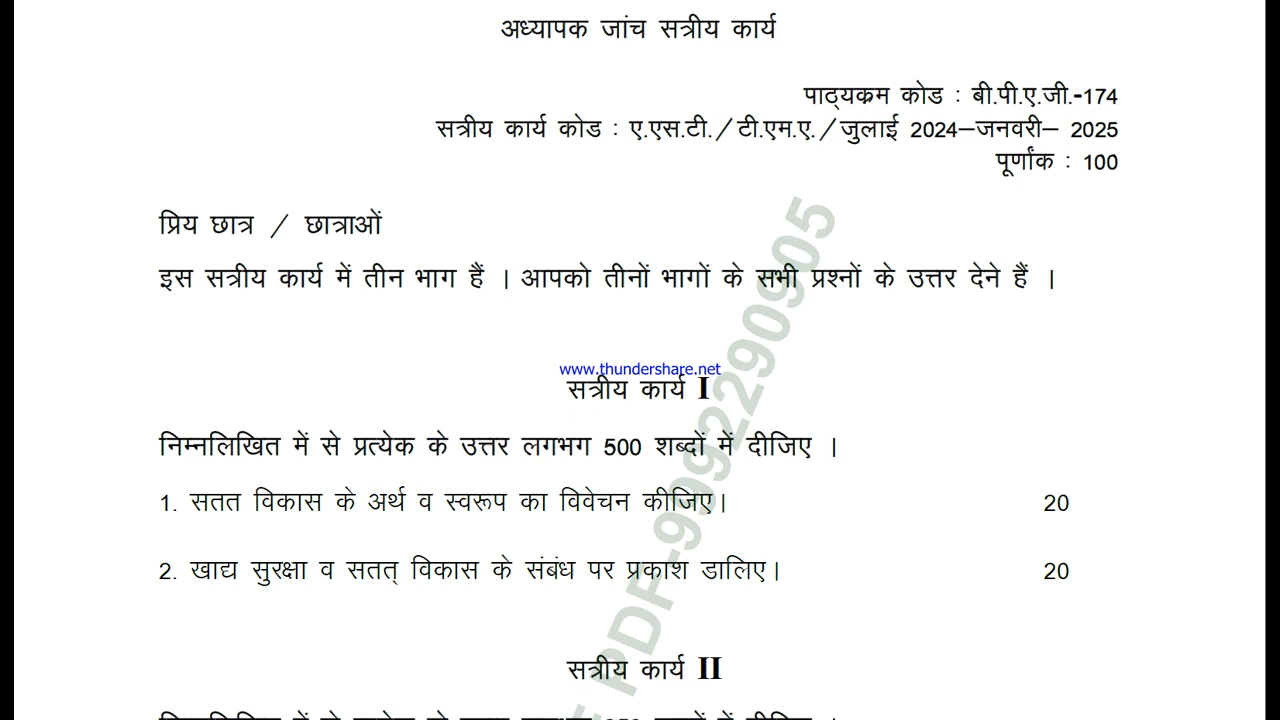 अध्यापक जांच सत्रीय कार्य
पाठ्यक्रम कोड : बी.पी.ए.जी.-174
सत्रीय कार्य कोड : ए.एस.टी./टी.एम.ए./जुलाई 2024–जनवरी– 2025
पूर्णांक : 100
प्रिय छात्र / छात्राओं
इस सत्रीय कार्य में तीन भाग हैं । आपको तीनों भागों के सभी प्रश्नों के उत्तर देने हैं ।
www.thundershare.net
सत्रीय कार्य I
निम्नलिखित में से प्रत्येक के उत्तर लगभग 500 शब्दों में दीजिए ।
1. सतत विकास के अर्थ व स्वरूप का विवेचन कीजिए। 20
2. खाद्य सुरक्षा व सतत् विकास के संबंध पर प्रकाश डालिए। 20
सत्रीय कार्य II
PDF-9992290905